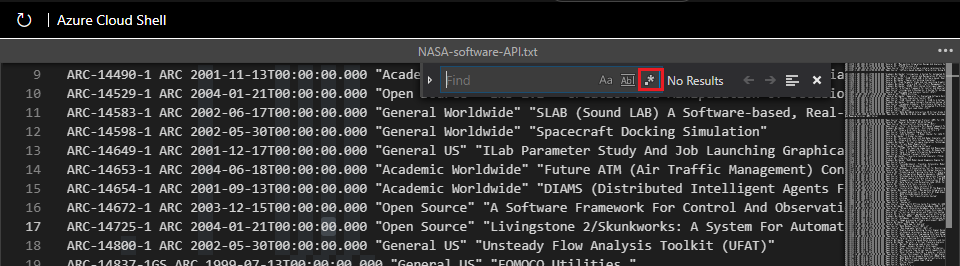 Azure Cloud Shell
NASA-software-API.txt
Find Aa Abl .* No Results
9 ARC-14490-1 ARC 2001-11-13T00:00:00.000 "Acade
10 ARC-14529-1 ARC 2004-01-21T00:00:00.000 "Open
11 ARC-14583-1 ARC 2002-06-17T00:00:00.000 "General Worldwide" "SLAB (Sound LAB) A Software-based, Real-
12 ARC-14598-1 ARC 2002-05-30T00:00:00.000 "General Worldwide" "Spacecraft Docking Simulation"
13 ARC-14649-1 ARC 2001-12-17T00:00:00.000 "General US" "ILab Parameter Study And Job Launching Graphica
14 ARC-14653-1 ARC 2004-06-18T00:00:00.000 "Academic Worldwide" "Future ATM (Air Traffic Management) Con
15 ARC-14654-1 ARC 2001-09-13T00:00:00.000 "Academic Worldwide" "DIAMS (Distributed Intelligent Agents F
16 ARC-14672-1 ARC 2003-12-15T00:00:00.000 "Open Source" "A Software Framework For Control And Observati
17 ARC-14725-1 ARC 2004-01-21T00:00:00.000 "Open Source" "Livingstone 2/Skunkworks: A System For Automat
18 ARC-14800-1 ARC 2002-05-30T00:00:00.000 "General US" "Unsteady Flow Analysis Toolkit (UFAT)"
19 ARC-14837-1GS ARC 1999-07-13T00:00:00.000 "General US" "FOMOCO Utilities "